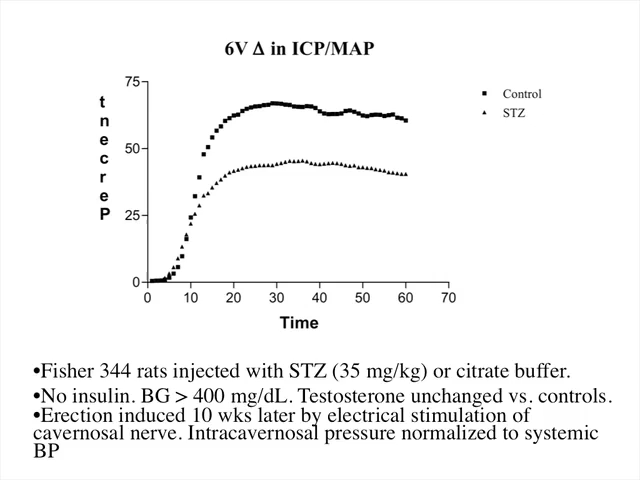 6V Δ in ICP/MAP
75
50
25
0
Percent
0 10 20 30 40 50 60 70
Time
Control
STZ
•Fisher 344 rats injected with STZ (35 mg/kg) or citrate buffer.
•No insulin. BG > 400 mg/dL. Testosterone unchanged vs. controls.
•Erection induced 10 wks later by electrical stimulation of
cavernosal nerve. Intracavernosal pressure normalized to systemic
BP